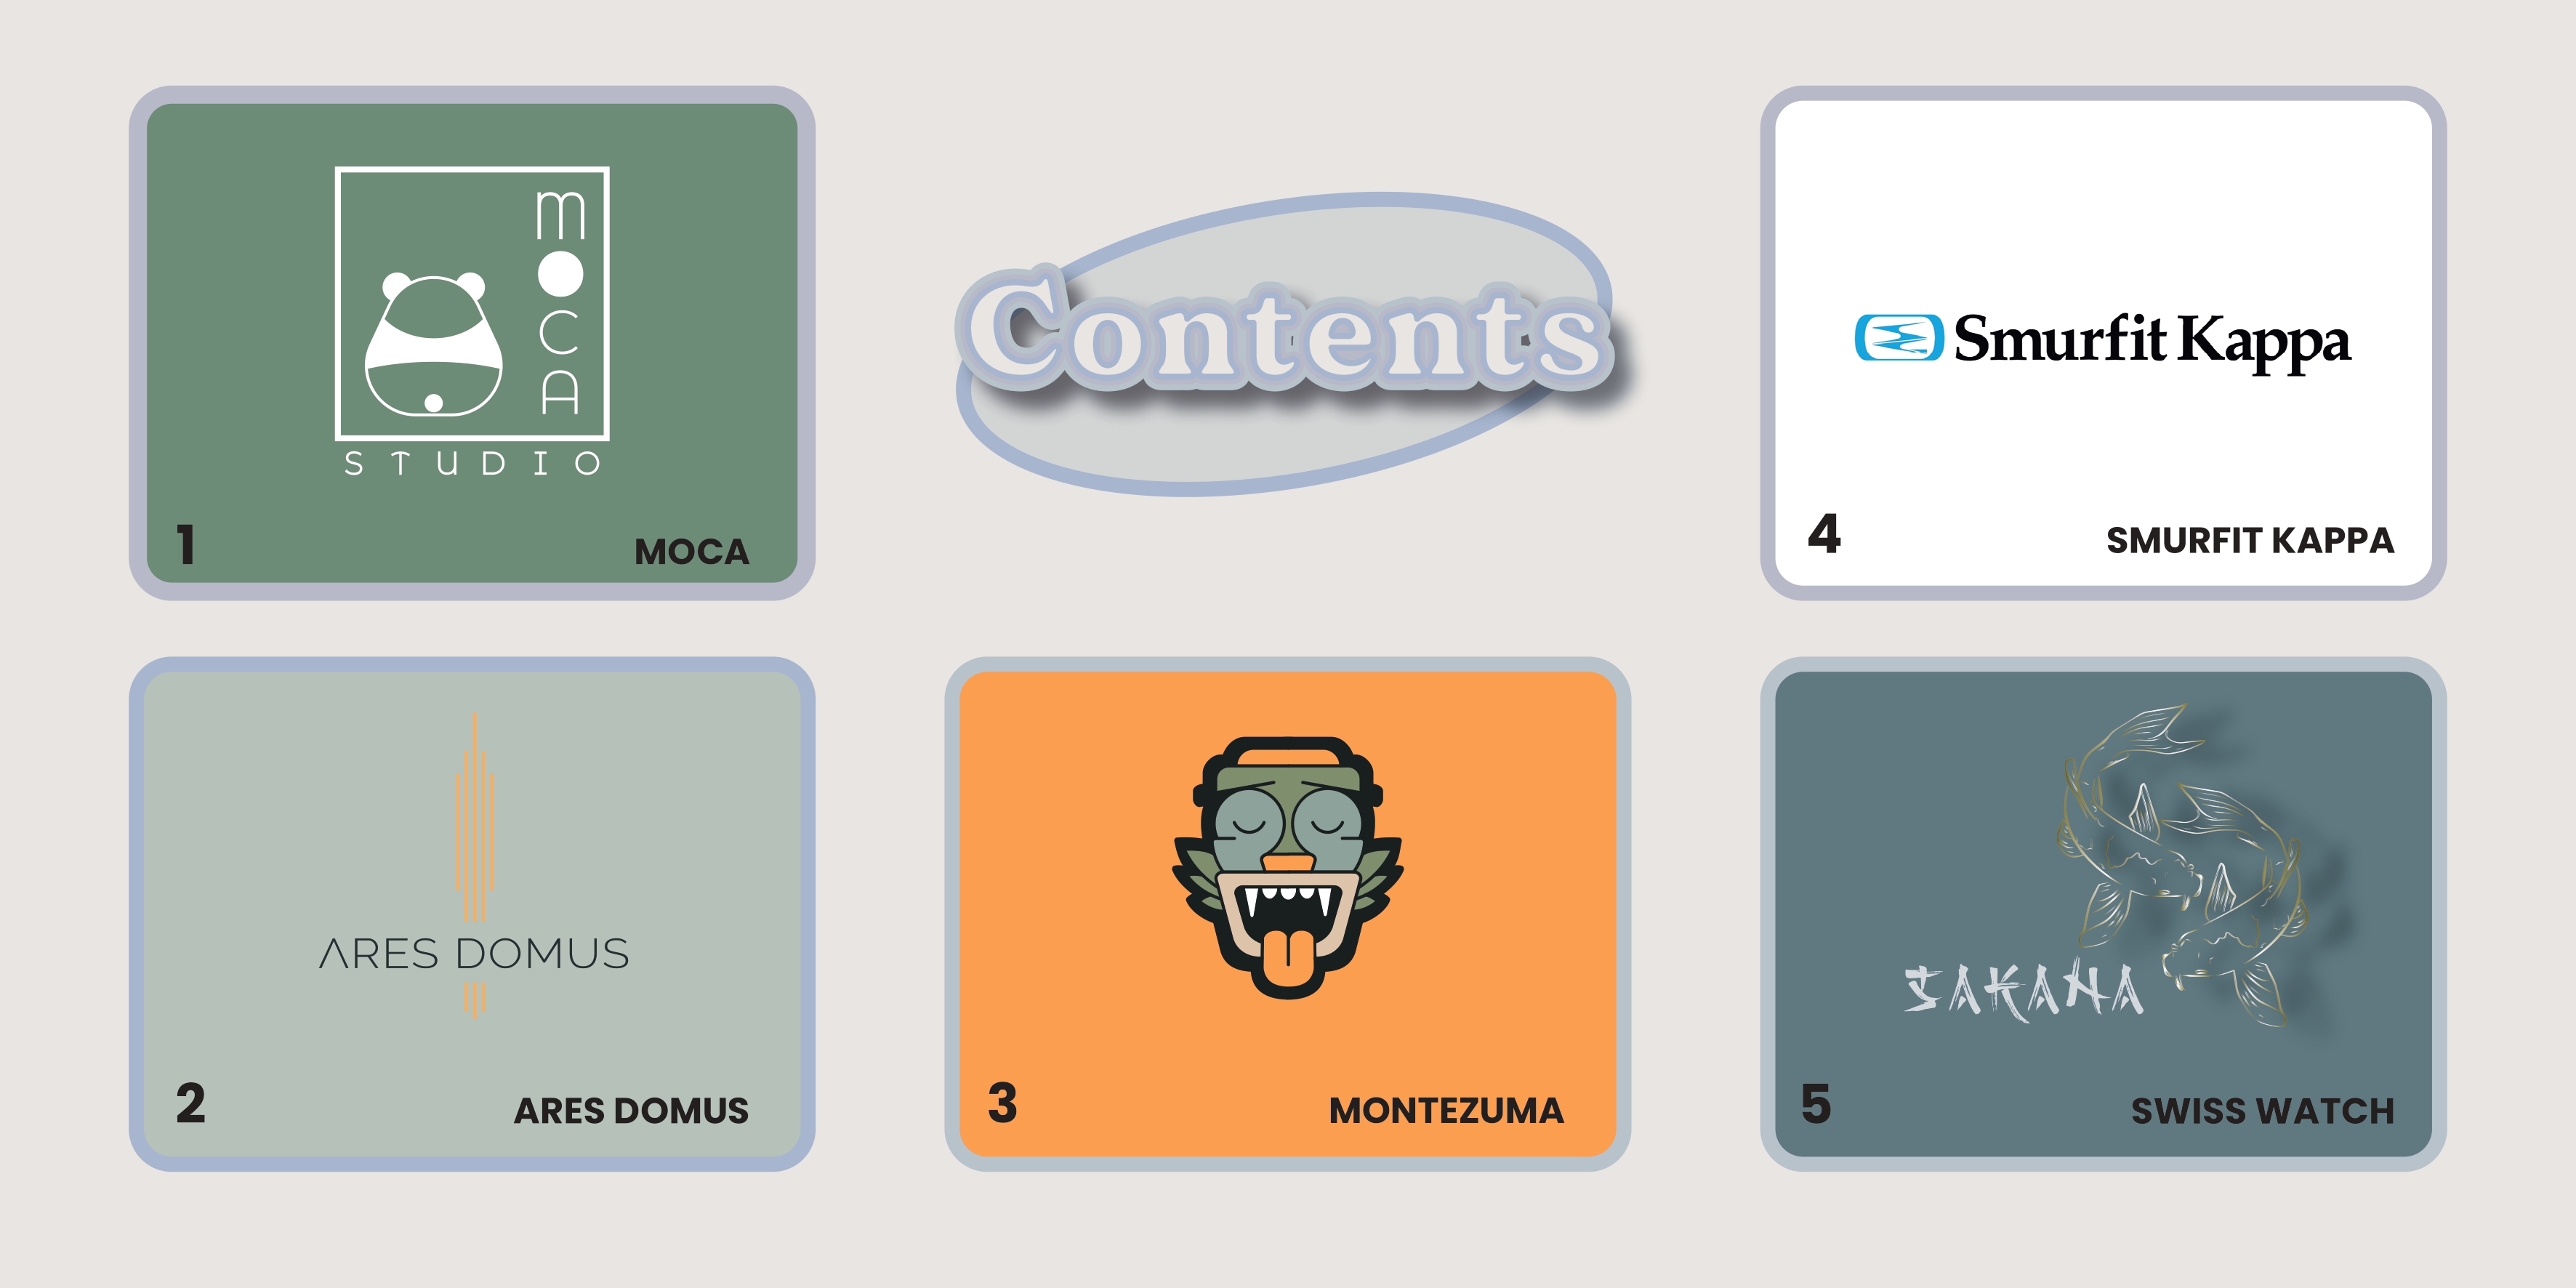 Contents
m
O
C
A
STUDIO
1
MOCA
ARES DOMUS
2
ARES DOMUS
3
MONTEZUMA
Smurfit Kappa
4
SMURFIT KAPPA
SAKANA
5
SWISS WATCH